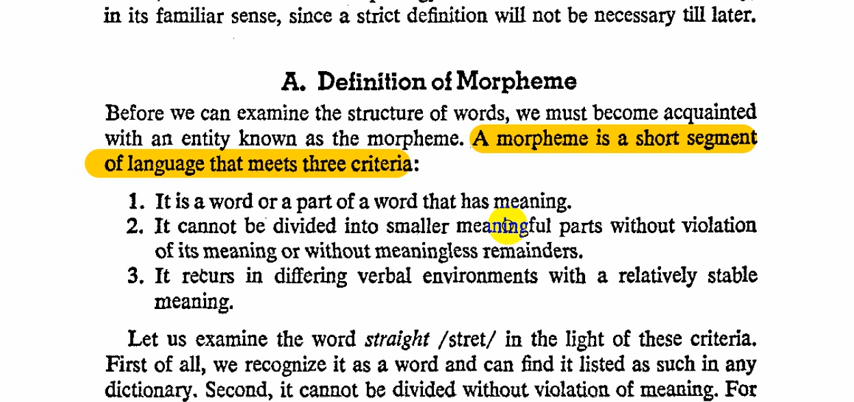 in its familiar sense, since a strict definition will not be necessary till later.
A. Definition of Morpheme
Before we can examine the structure of words, we must become acquainted
with an entity known as the morpheme. A morpheme is a short segment
of language that meets three criteria:
1. It is a word or a part of a word that has meaning.
2. It cannot be divided into smaller meaningful parts without violation
of its meaning or without meaningless remainders.
3. It recurs in differing verbal environments with a relatively stable
meaning.
Let us examine the word straight /stret/ in the light of these criteria.
First of all, we recognize it as a word and can find it listed as such in any
dictionary. Second, it cannot be divided without violation of meaning. For